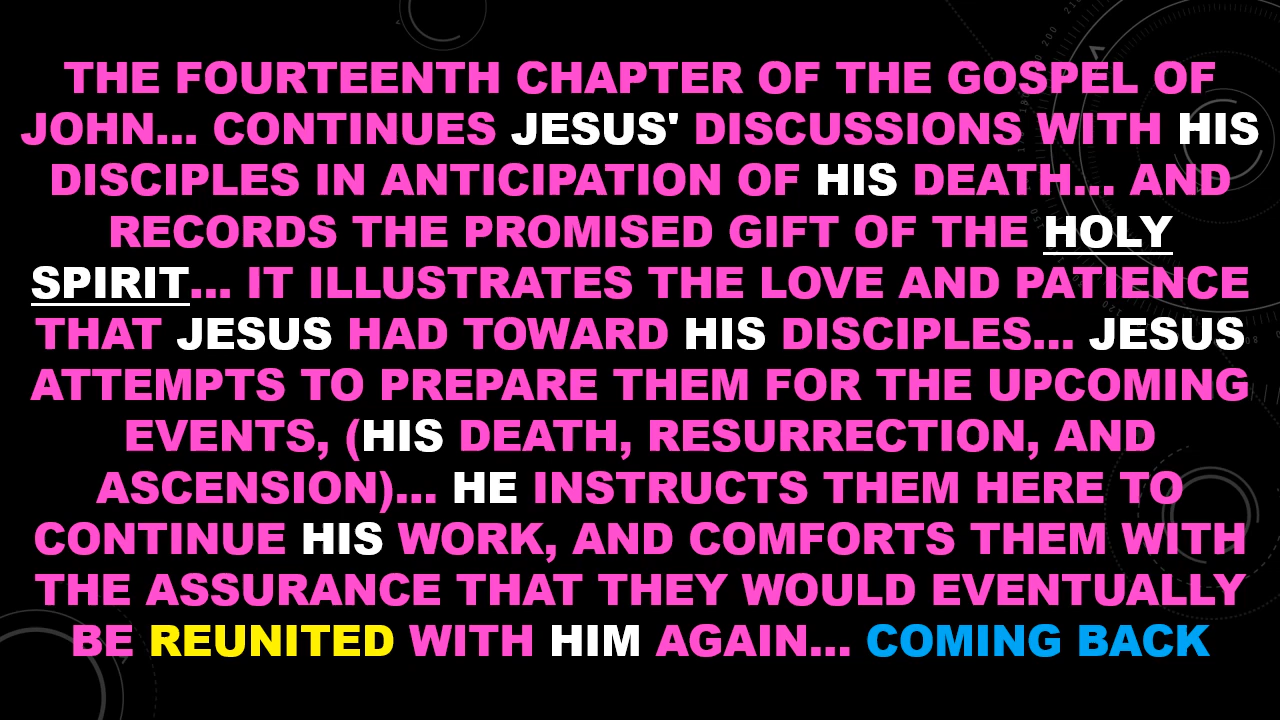 THE FOURTEENTH CHAPTER OF THE GOSPEL OF
JOHN... CONTINUES JESUS' DISCUSSIONS WITH HIS
DISCIPLES IN ANTICIPATION OF HIS DEATH... AND
RECORDS THE PROMISED GIFT OF THE HOLY
SPIRIT... IT ILLUSTRATES THE LOVE AND PATIENCE
THAT JESUS HAD TOWARD HIS DISCIPLES... JESUS
ATTEMPTS TO PREPARE THEM FOR THE UPCOMING
EVENTS, (HIS DEATH, RESURRECTION, AND
ASCENSION)... HE INSTRUCTS THEM HERE TO
CONTINUE HIS WORK, AND COMFORTS THEM WITH
THE ASSURANCE THAT THEY WOULD EVENTUALLY
BE REUNITED WITH HIM AGAIN... COMING BACK